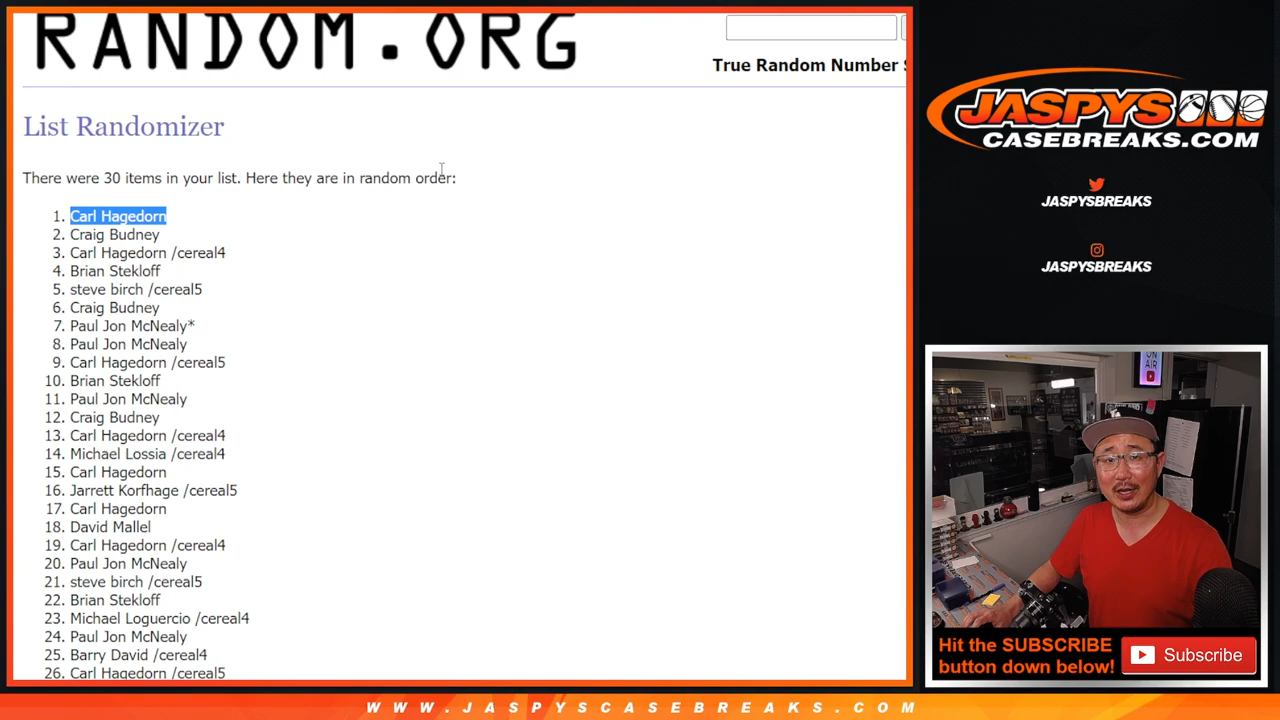 RANDOM.ORG
True Random Number S
List Randomizer
There were 30 items in your list. Here they are in random order:
1. Carl Hagedorn
2. Craig Budney
3. Carl Hagedorn /cereal4
4. Brian Stekloff
5. steve birch /cereal5
6. Craig Budney
7. Paul Jon McNealy*
8. Paul Jon McNealy
9. Carl Hagedorn /cereal5
10. Brian Stekloff
11. Paul Jon McNealy
12. Craig Budney
13. Carl Hagedorn /cereal4
14. Michael Lossia /cereal4
15. Carl Hagedorn
16. Jarrett Korfhage /cereal5
17. Carl Hagedorn
18. David Mallel
19. Carl Hagedorn /cereal4
20. Paul Jon McNealy
21. steve birch /cereal5
22. Brian Stekloff
23. Michael Loguercio /cereal4
24. Paul Jon McNealy
25. Barry David /cereal4
26. Carl Hagedorn /cereal5
JASPYS
CASEBREAKS.COM
JASPYSBREAKS
JASPYSBREAKS
ON
AIR
Hit the SUBSCRIBE
button down below!
Subscribe
WWW.JASPYSCASEBREAKS.COM